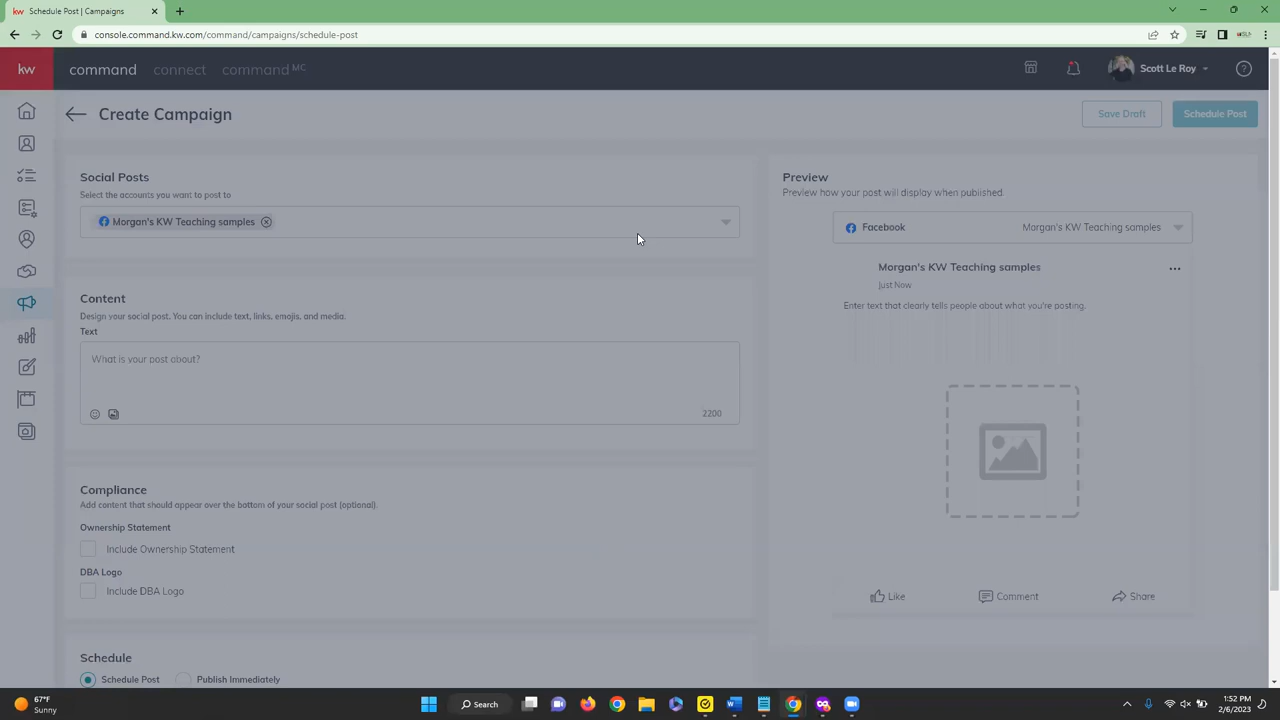 kw Schedule Post | Campaigns
console.command.kw.com/command/campaigns/schedule-post
kw command connect command MC Scott Le Roy
Create Campaign Save Draft Schedule Post
Social Posts
Select the accounts you want to post to
Morgan's KW Teaching samples
Content
Design your social post. You can include text, links, emojis, and media.
Text
What is your post about?
2200
Compliance
Add content that should appear over the bottom of your social post (optional).
Ownership Statement
Include Ownership Statement
DBA Logo
Include DBA Logo
Schedule
Schedule Post Publish Immediately
Preview
Preview how your post will display when published.
Facebook Morgan's KW Teaching samples
Morgan's KW Teaching samples
Just Now
Enter text that clearly tells people about what you're posting.
Like Comment Share
67°F
Sunny
Search
1:52 PM
2/6/2023